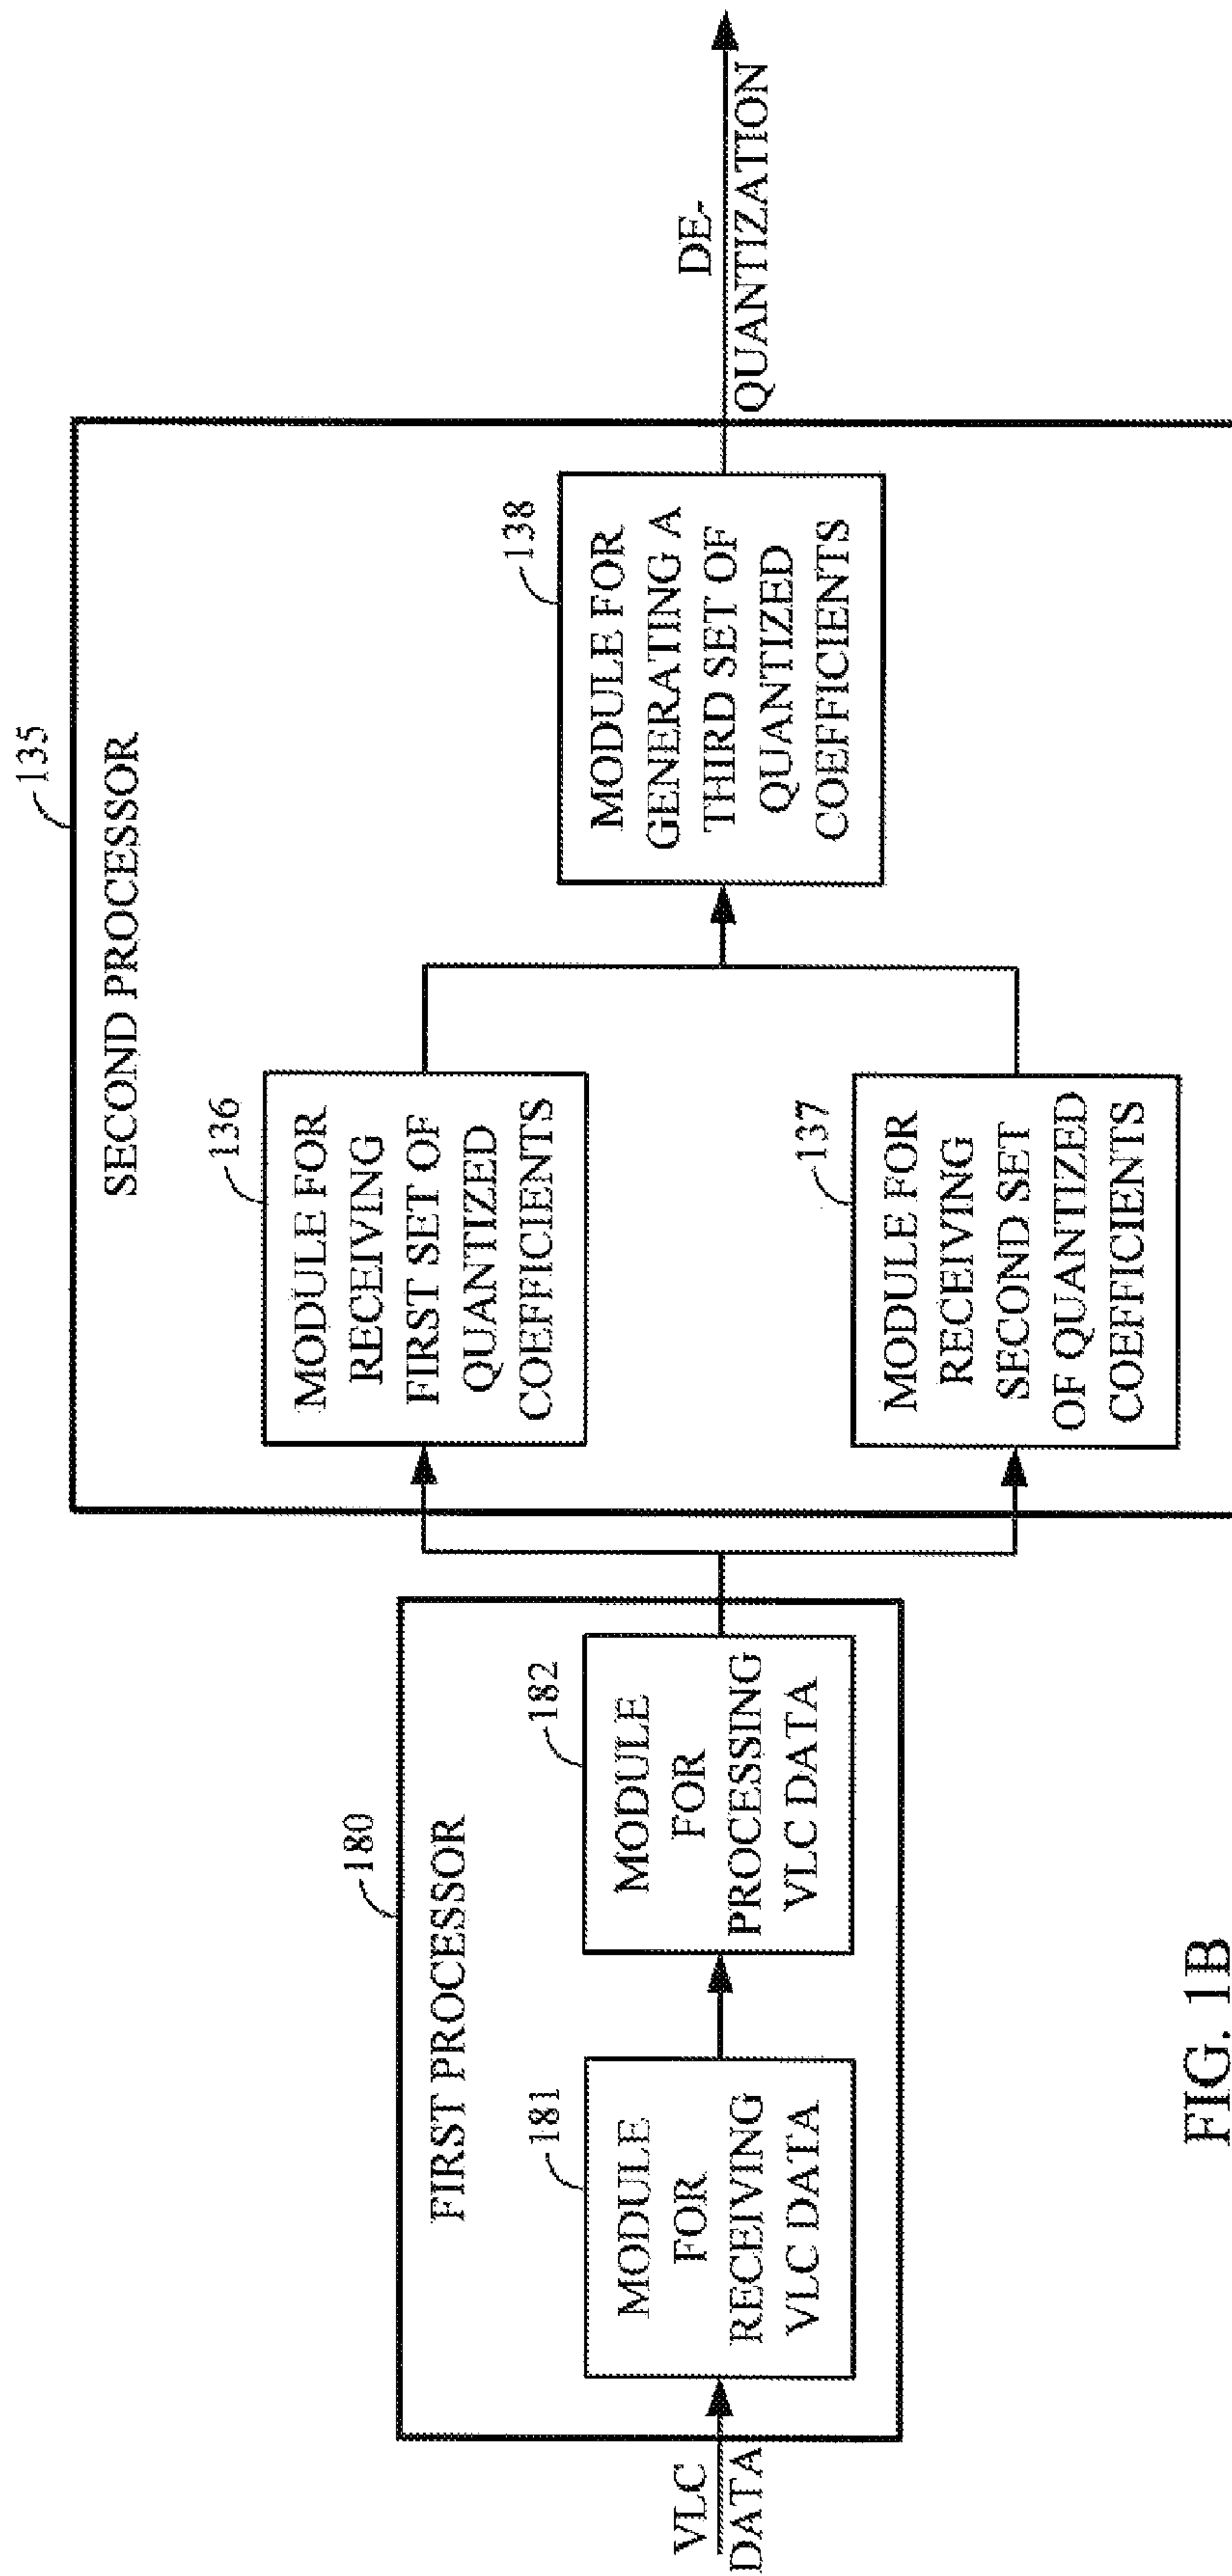 VLC
DATA
180
FIRST PROCESSOR
181
MODULE
FOR
RECEIVING
VLC DATA
182
MODULE
FOR
PROCESSING
VLC DATA
135
SECOND PROCESSOR
136
MODULE FOR
RECEIVING
FIRST SET OF
QUANTIZED
COEFFICIENTS
137
MODULE FOR
RECEIVING
SECOND SET
OF QUANTIZED
COEFFICIENTS
138
MODULE FOR
GENERATING A
THIRD SET OF
QUANTIZED
COEFFICIENTS
DE-
QUANTIZATION
FIG. 1B